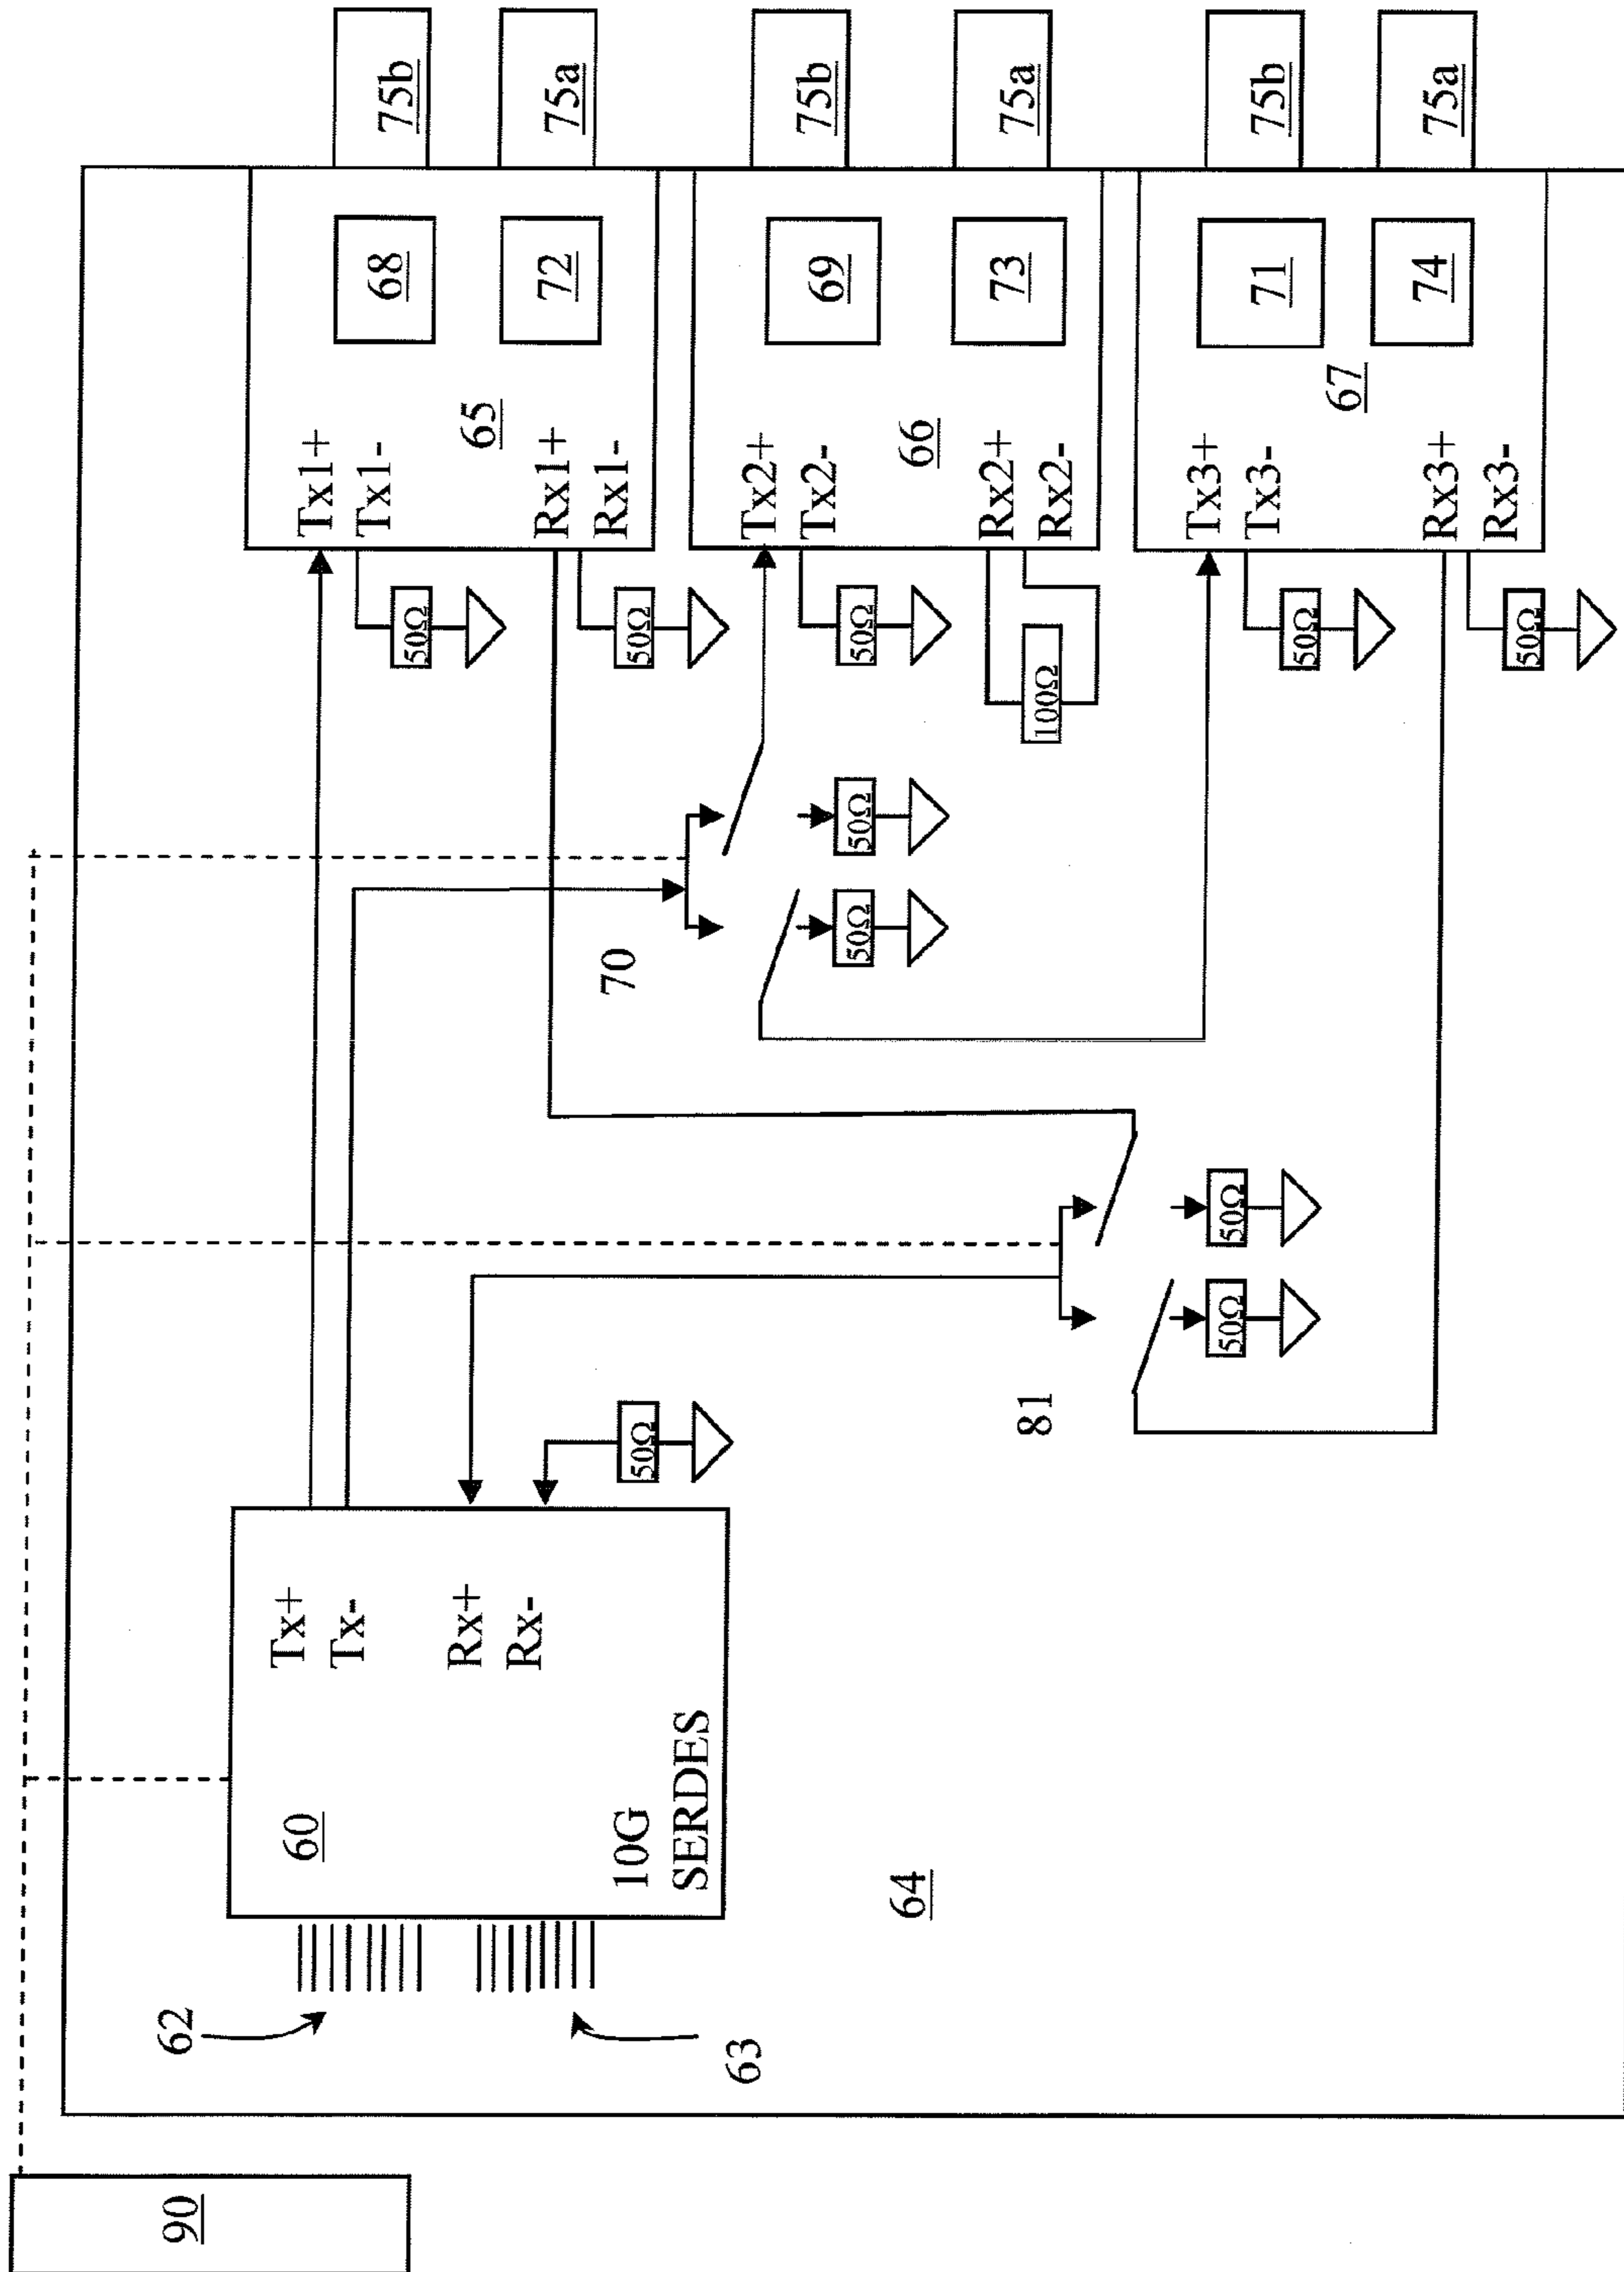 90
62
63
60
10G
SERDES
Tx+
Tx-
Rx+
Rx-
64
50Ω
81
50Ω
50Ω
70
50Ω
50Ω
50Ω
50Ω
50Ω
100Ω
50Ω
50Ω
Tx1+
Tx1-
65
Rx1+
Rx1-
68
72
75b
75a
Tx2+
Tx2-
66
Rx2+
Rx2-
69
73
75b
75a
Tx3+
Tx3-
67
Rx3+
Rx3-
71
74
75b
75a